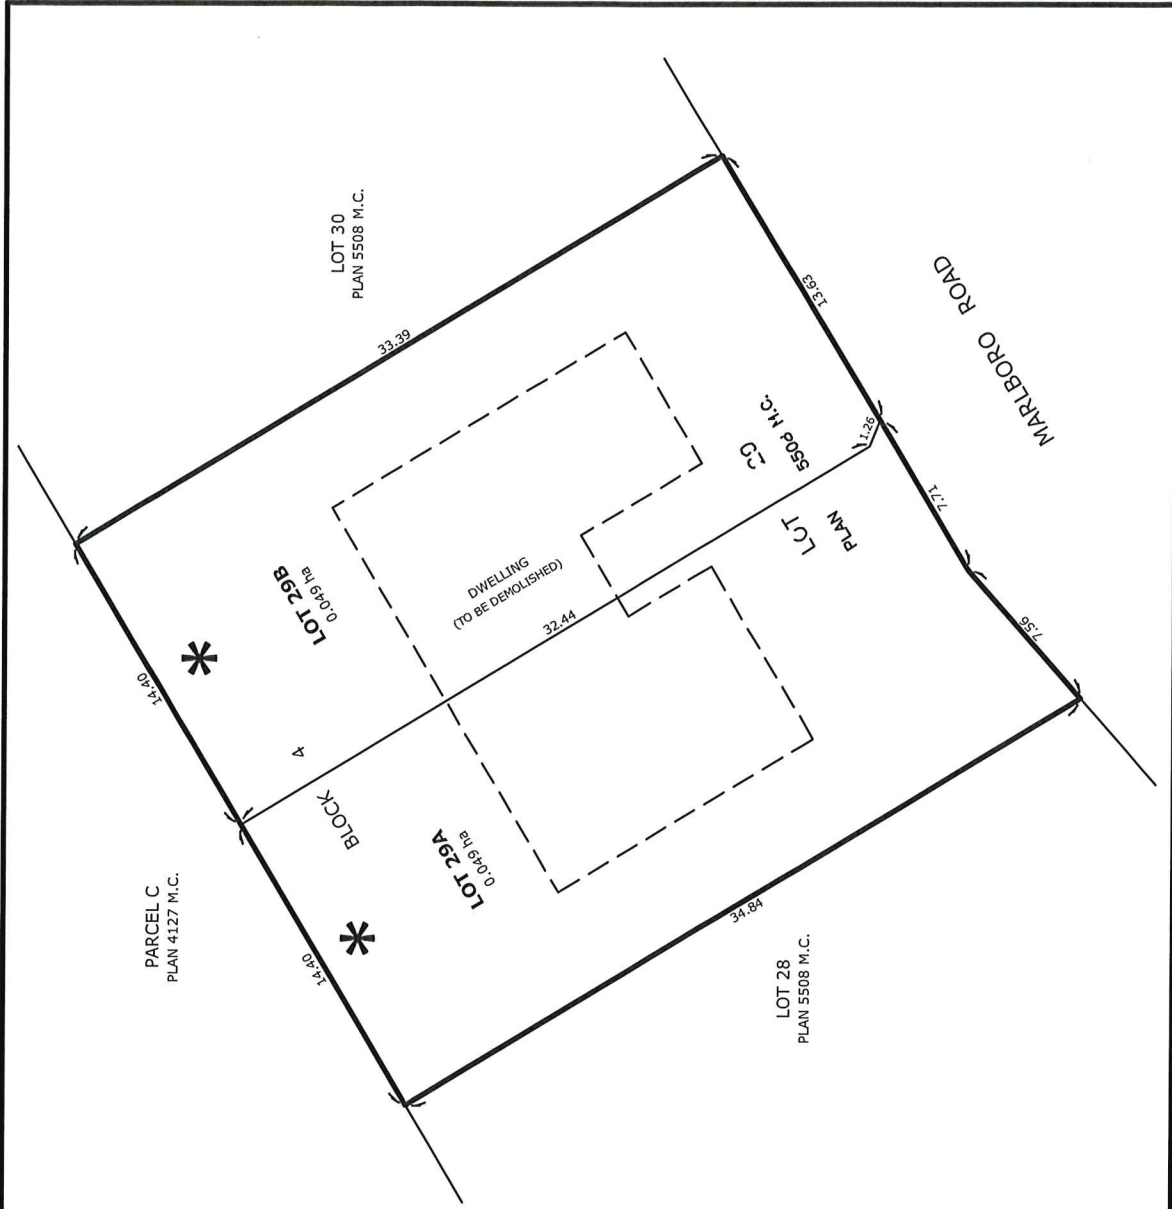 LOT 30
PLAN 5508 M.C.
33.39
13.63
MARLBORO ROAD
LOT 29B
0.049 ha
14.40
*
DWELLING
(TO BE DEMOLISHED)
32.44
1.26
LOT 29
PLAN 5508 M.C.
7.71
7.56
BLOCK 4
LOT 29A
0.049 ha
14.40
*
PARCEL C
PLAN 4127 M.C.
34.84
LOT 28
PLAN 5508 M.C.